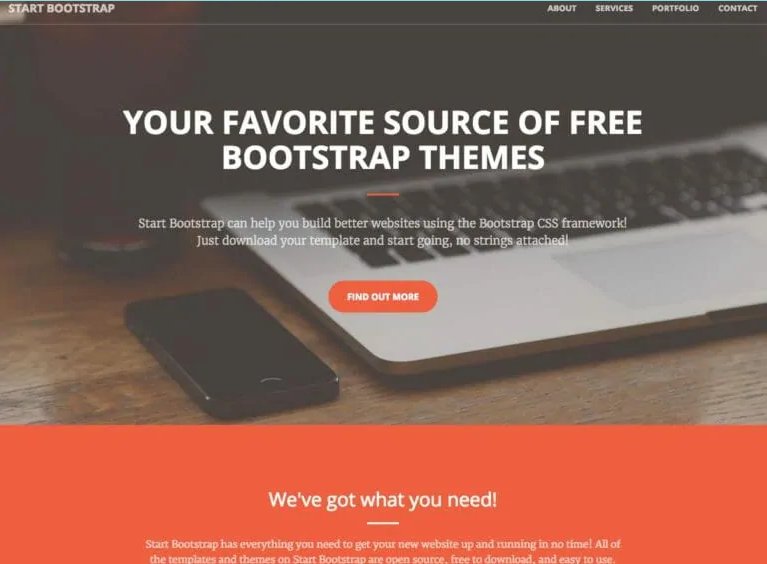 START BOOTSTRAP
ABOUT SERVICES PORTFOLIO CONTACT
YOUR FAVORITE SOURCE OF FREE
BOOTSTRAP THEMES
Start Bootstrap can help you build better websites using the Bootstrap CSS framework!
Just download your template and start going, no strings attached!
FIND OUT MORE
We've got what you need!
Start Bootstrap has everything you need to get your new website up and running in no time! All of
the templates and themes on Start Bootstrap are open source, free to download, and easy to use.